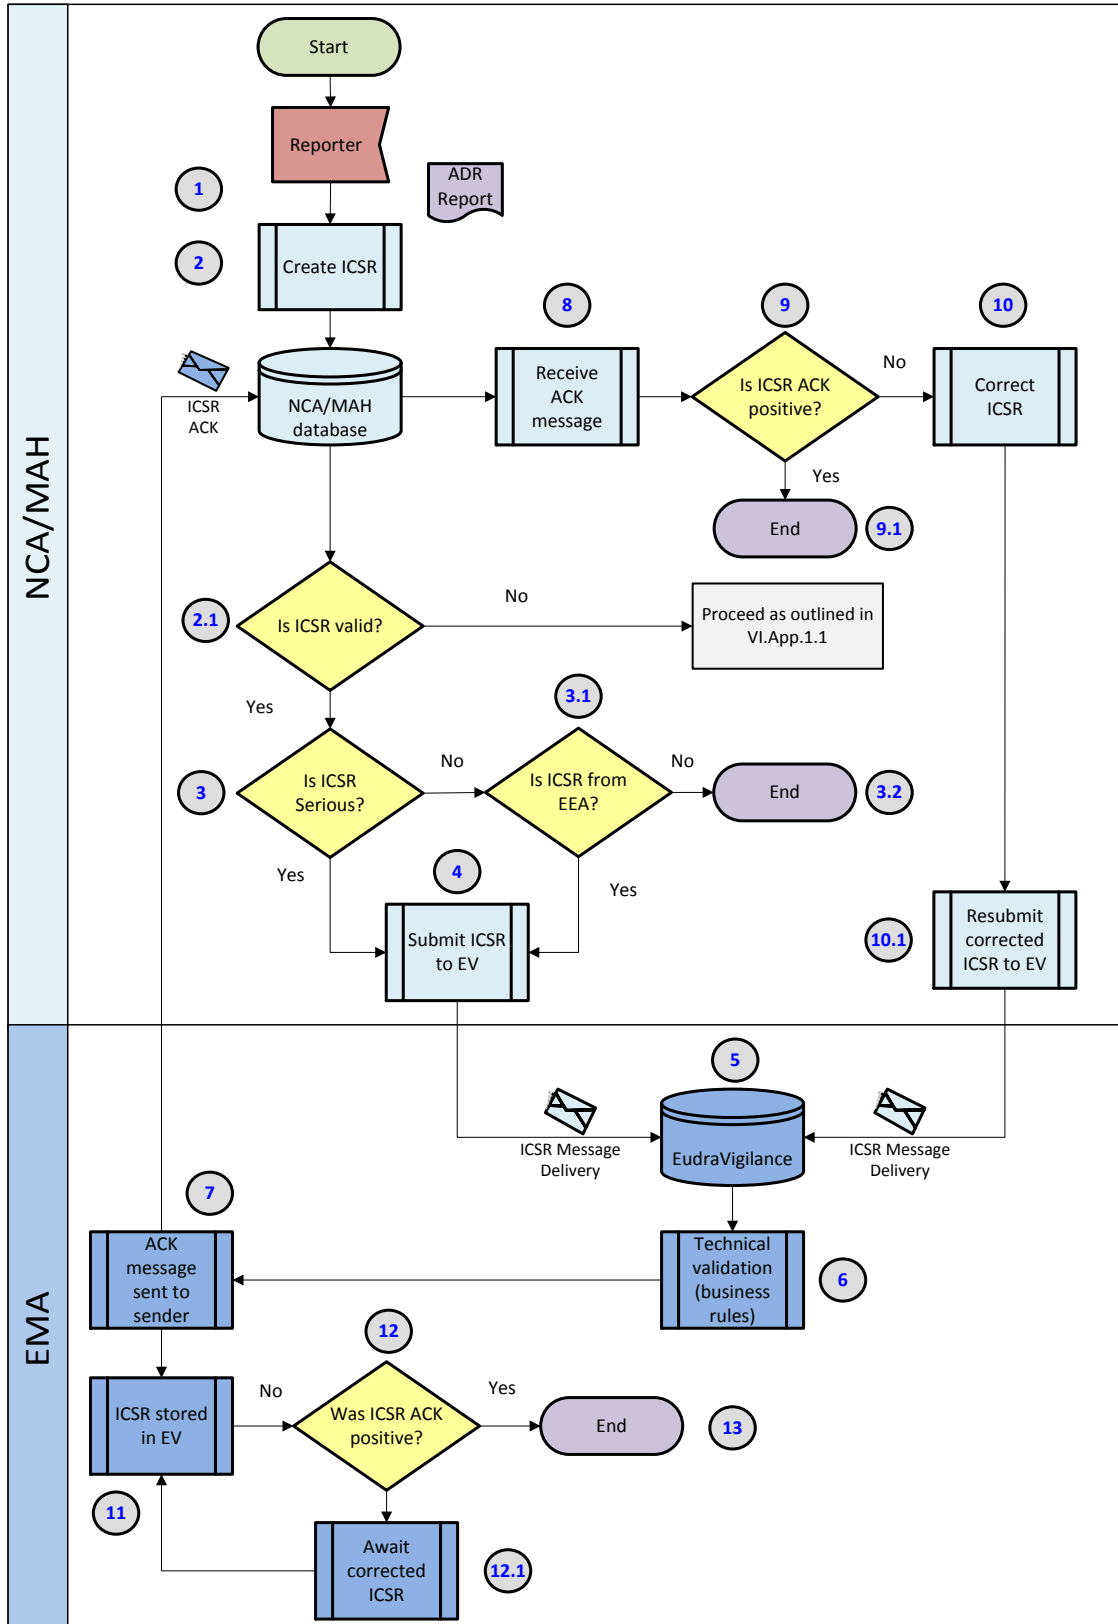 NCA/MAH
Start
Reporter
1
ADR
Report
2
Create ICSR
8
9
10
ICSR
ACK
NCA/MAH
database
Receive
ACK
message
Is ICSR ACK
positive?
No
Correct
ICSR
Yes
End
9.1
2.1
Is ICSR valid?
No
Proceed as outlined in
VI.App.1.1
Yes
3.1
3
Is ICSR
Serious?
No
Is ICSR from
EEA?
No
End
3.2
Yes
4
Yes
Submit ICSR
to EV
10.1
Resubmit
corrected
ICSR to EV
EMA
5
ICSR Message
Delivery
EudraVigilance
ICSR Message
Delivery
7
ACK
message
sent to
sender
Technical
validation
(business
rules)
6
12
ICSR stored
in EV
No
Was ICSR ACK
positive?
Yes
End
13
11
Await
corrected
ICSR
12.1